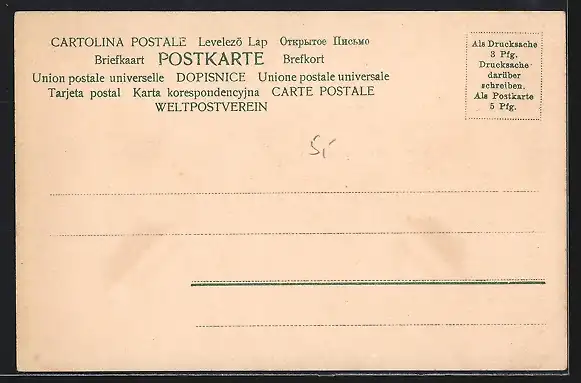 CARTOLINA POSTALE Levelező Lap Открытое Письмо
Briefkaart POSTKARTE Brefkort
Union postale universelle DOPISNICE Unione postale universale
Tarjeta postal Karta korespondencyjna CARTE POSTALE
WELTPOSTVEREIN
Als Drucksache
3 Pfg.
Drucksache
darüber
schreiben.
Als Postkarte
5 Pfg.